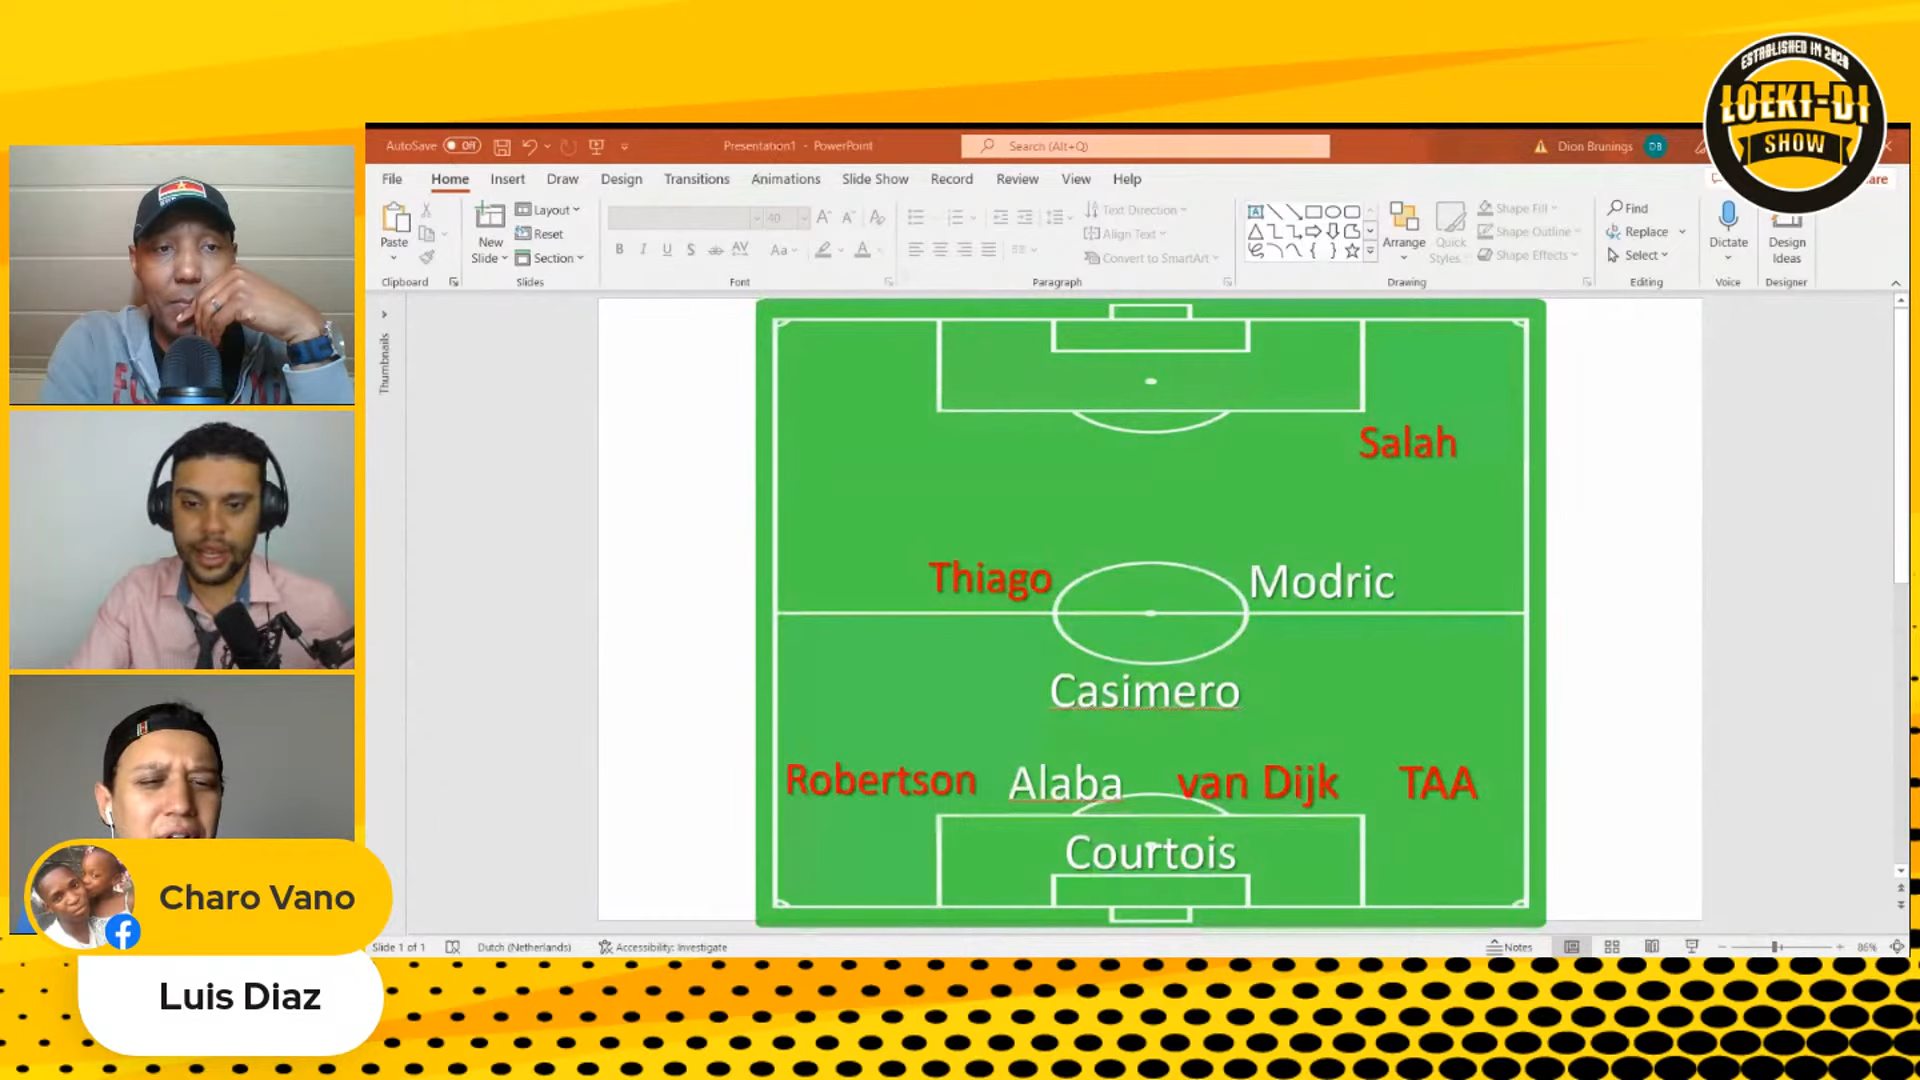 ESTABLISHED IN 2020
LOEKI-DI
SHOW
AutoSave Off
Presentation1 - PowerPoint
Search (Alt+Q)
Dion Brunings DB
File Home Insert Draw Design Transitions Animations Slide Show Record Review View Help
Paste
Clipboard
New Slide
Layout
Reset
Section
Slides
40
Font
Text Direction
Align Text
Convert to SmartArt
Paragraph
Arrange
Quick Styles
Shape Fill
Shape Outline
Shape Effects
Drawing
Find
Replace
Select
Editing
Dictate
Voice
Design Ideas
Designer
Thumbnails
Salah
Thiago Modric
Casimero
Robertson Alaba van Dijk TAA
Courtois
Slide 1 of 1 Dutch (Netherlands) Accessibility: Investigate Notes 86%
Charo Vano
Luis Diaz